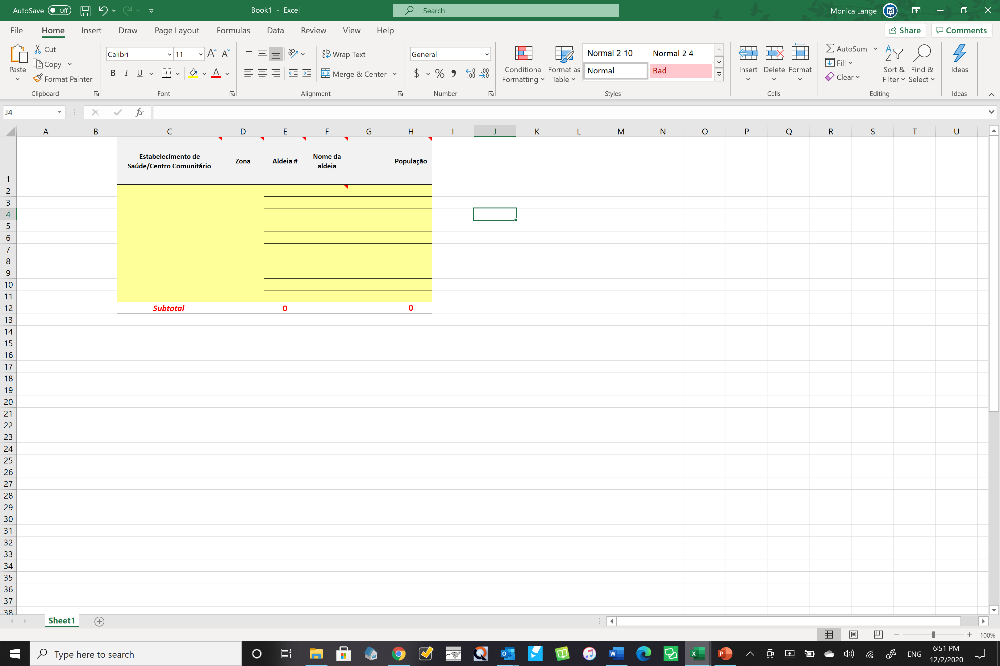 AutoSave Off Book1 - Excel Search Monica Lange
File Home Insert Draw Page Layout Formulas Data Review View Help Share Comments
Paste
Cut
Copy
Format Painter
Clipboard
Calibri 11
B I U
Font
Wrap Text
Merge & Center
Alignment
General
$ % 9
Number
Conditional Formatting
Format as Table
Normal 2 10 Normal 2 4
Normal Bad
Styles
Insert Delete Format
Cells
AutoSum
Fill
Clear
Sort & Filter
Find & Select
Editing
Ideas
Ideas
J4 fx
A B C D E F G H I J K L M N O P Q R S T U
Estabelecimento de
Saúde/Centro Comunitário
Zona
Aldeia #
Nome da
aldeia
População
1
2
3
4
5
6
7
8
9
10
11
12 Subtotal 0 0
13
14
15
16
17
18
19
20
21
22
23
24
25
26
27
28
29
30
31
32
33
34
35
36
37
38
Sheet1
100%
Type here to search
ENG
6:51 PM
12/2/2020